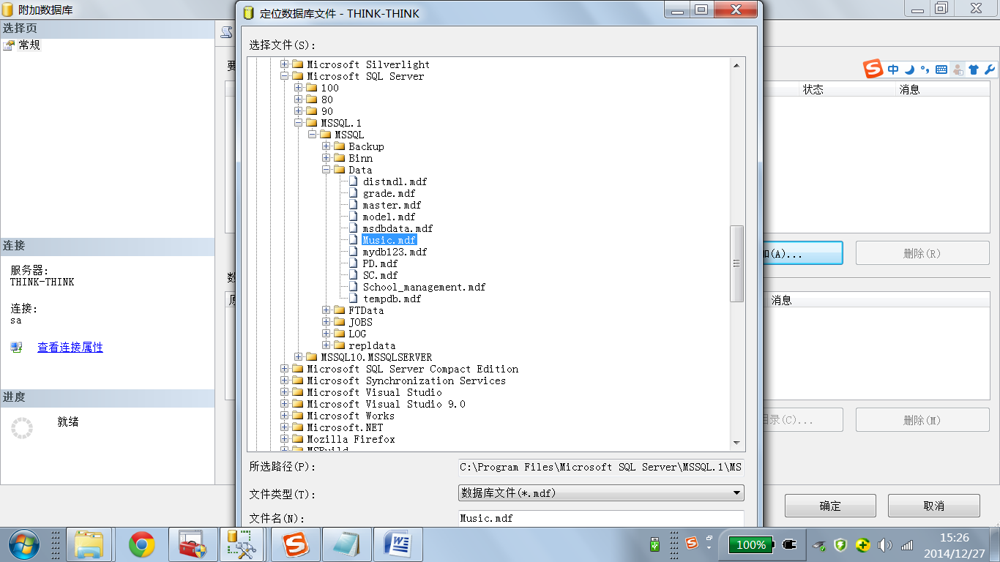 附加数据库
定位数据库文件 - THINK-THINK
选择页
常规
选择文件(S):
Microsoft Silverlight
Microsoft SQL Server
100
80
90
MSSQL.1
MSSQL
Backup
Binn
Data
distmdl.mdf
grade.mdf
master.mdf
model.mdf
msdbdata.mdf
Music.mdf
mydb123.mdf
PD.mdf
SC.mdf
School_management.mdf
tempdb.mdf
FTData
JOBS
LOG
repldata
MSSQL10.MSSQLSERVER
Microsoft SQL Server Compact Edition
Microsoft Synchronization Services
Microsoft Visual Studio
Microsoft Visual Studio 9.0
Microsoft Works
Microsoft.NET
Mozilla Firefox
MSBuild
所选路径(P):
C:\Program Files\Microsoft SQL Server\MSSQL.1\MS
文件类型(T):
数据库文件(*.mdf)
文件名(N):
Music.mdf
连接
服务器:
THINK-THINK
连接:
sa
查看连接属性
进度
就绪
要
数
中
状态 消息
加(A)...
删除(R)
消息
目录(C)...
删除(M)
确定
取消
100%
15:26
2014/12/27